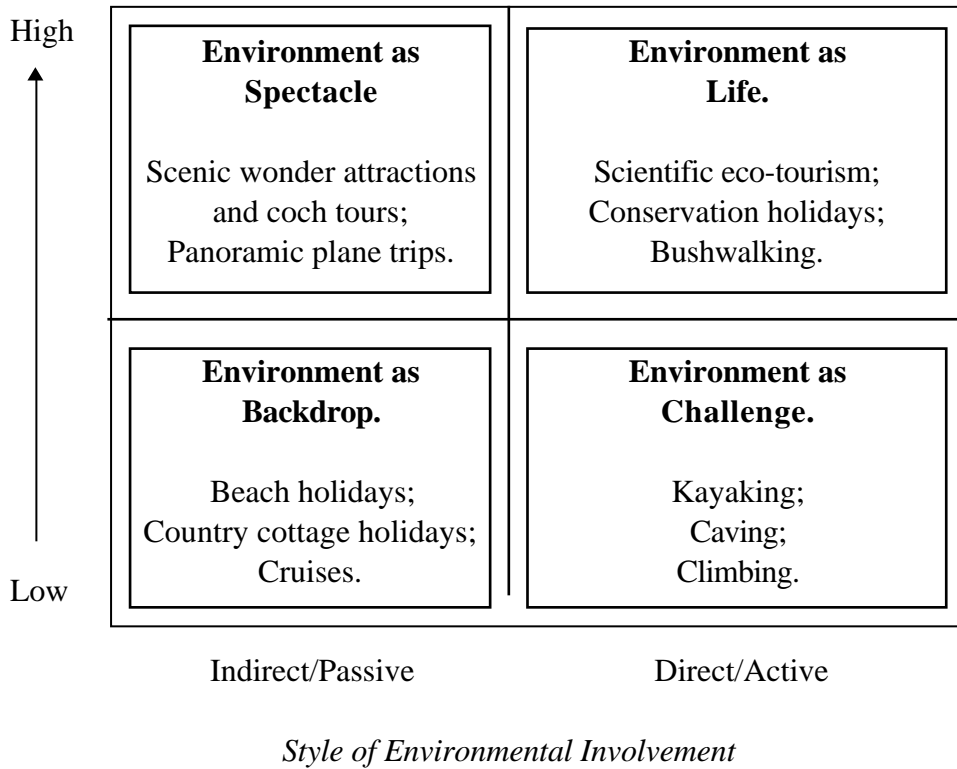 High
Environment as
Spectacle
Scenic wonder attractions
and coch tours;
Panoramic plane trips.
Environment as
Life.
Scientific eco-tourism;
Conservation holidays;
Bushwalking.
Environment as
Backdrop.
Beach holidays;
Country cottage holidays;
Cruises.
Environment as
Challenge.
Kayaking;
Caving;
Climbing.
Low
Indirect/Passive
Direct/Active
Style of Environmental Involvement